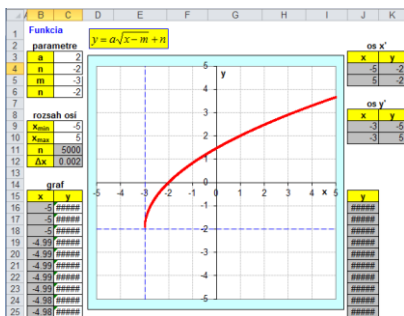 A B C D E F G H I J K
1 Funkcia y = a·√x−m + n
2 parametre os x'
3 a 2 x y
4 n -2 -5 -2
5 m -3 5 -2
6 n -2
7 os y'
8 rozsah osi x y
9 xmin -5 -3 -5
10 xmax 5 -3 5
11 n 5000
12 Δx 0.002
13
14 graf
15 x y y
16 -5 ##### #####
17 -5 ##### #####
18 -5 ##### #####
19 -4.99 ##### #####
20 -4.99 ##### #####
21 -4.99 ##### #####
22 -4.99 ##### #####
23 -4.99 ##### #####
24 -4.98 ##### #####
25 -4.98 ##### #####
y
5
4
3
2
1
0
-5 -4 -3 -2 -1 0 1 2 3 4 x 5
-1
-2
-3
-4
-5